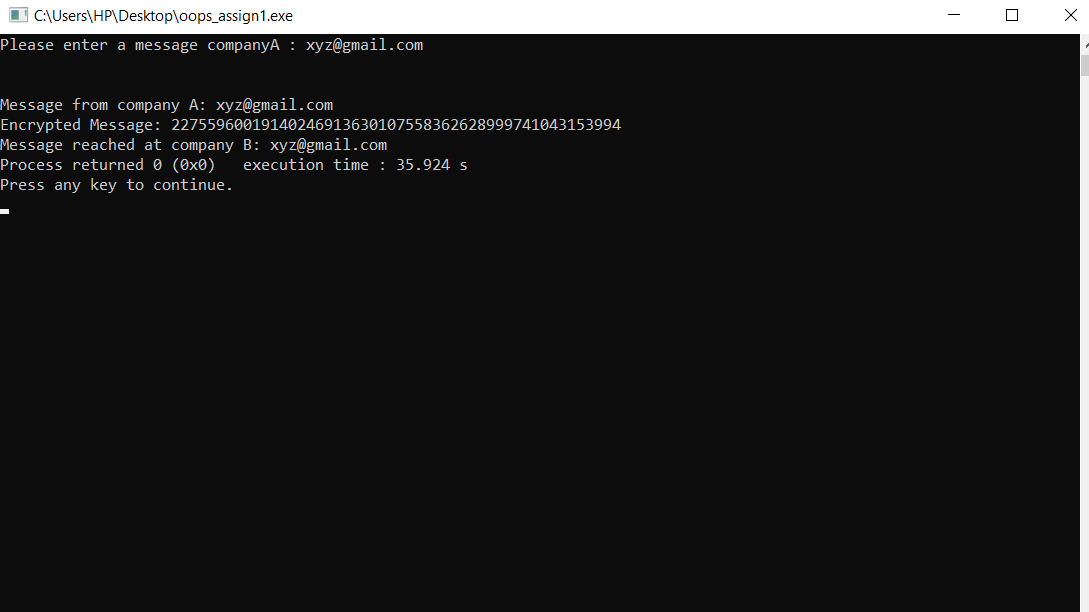 C:\Users\HP\Desktop\oops_assign1.exe
Please enter a message companyA : xyz@gmail.com
Message from company A: xyz@gmail.com
Encrypted Message: 22755960019140246913630107558362628999741043153994
Message reached at company B: xyz@gmail.com
Process returned 0 (0x0)   execution time : 35.924 s
Press any key to continue.